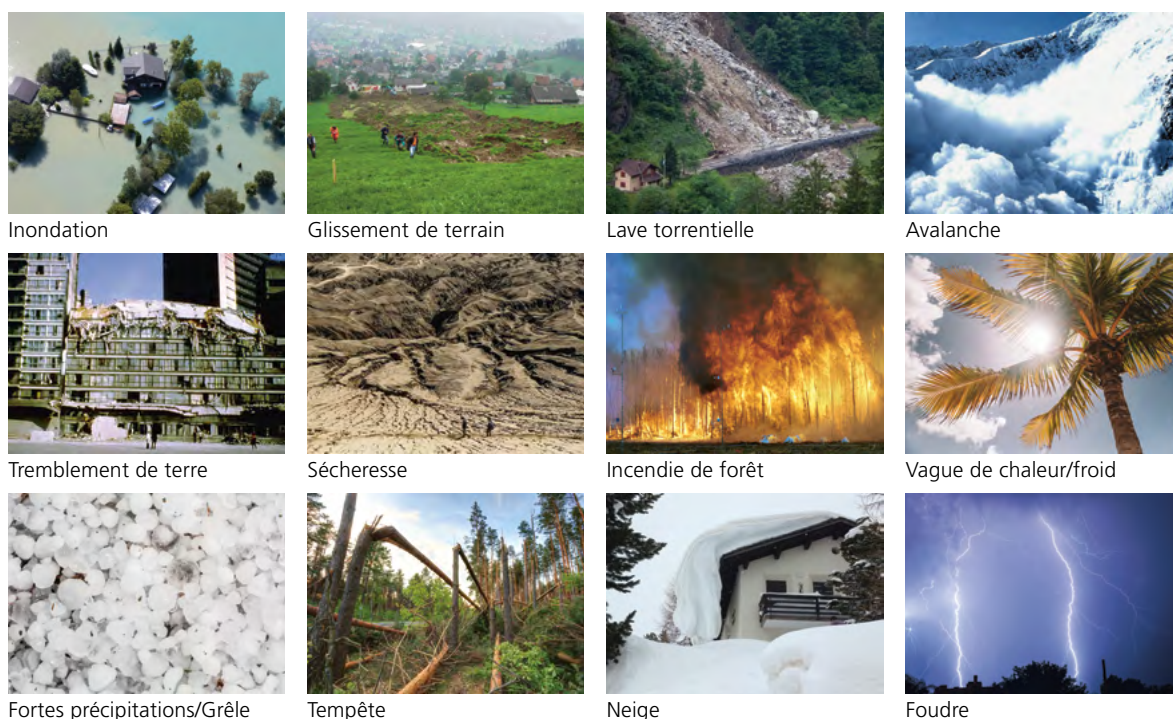 Inondation
Glissement de terrain
Lave torrentielle
Avalanche
Tremblement de terre
Sécheresse
Incendie de forêt
Vague de chaleur/froid
Fortes précipitations/Grêle
Tempête
Neige
Foudre